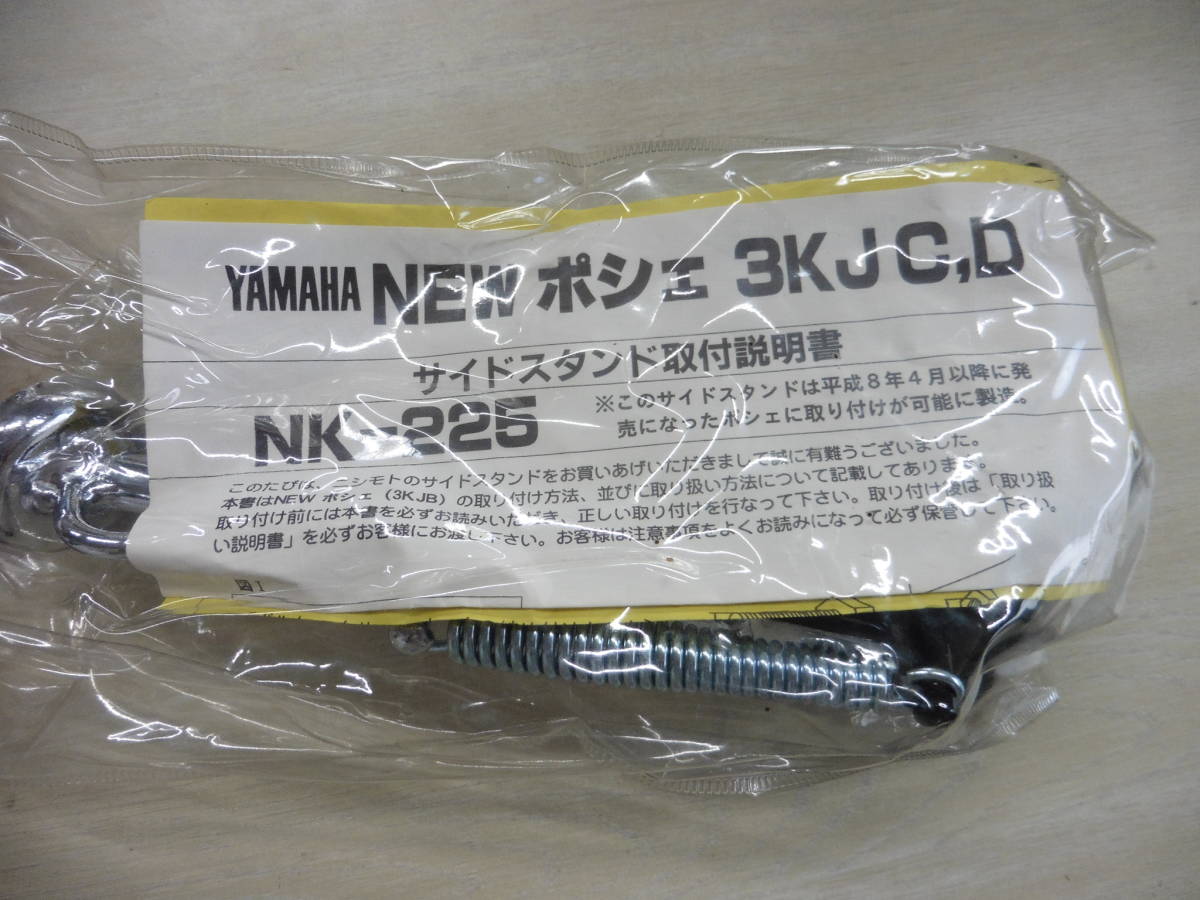 YAMAHA NEW ポシェ 3KJ C,D
サイドスタンド取付説明書
NK-225
※このサイドスタンドは平成8年4月以降に発
売になったポシェに取り付けが可能に製造。
このたびは、ニシモトのサイドスタンドをお買いあげいただきまして誠に有難うございました。
本書はNEW ポシェ(3KJB)の取り付け方法、並びに取り扱い方法について記載してあります。
取り付け前には本書を必ずお読みいただき、正しい取り付けを行なって下さい。取り付け後は「取り扱
い説明書」を必ずお客様にお渡し下さい。お客様は注意事項をよくお読みになって必ず保管して下さい。
図1